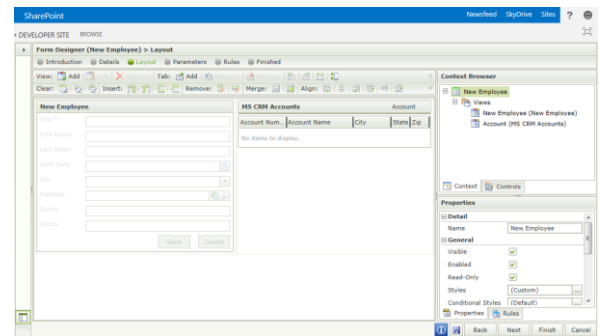 SharePoint
Newsfeed SkyDrive Sites ?
DEVELOPER SITE BROWSE
Form Designer (New Employee) > Layout
Introduction Details Layout Parameters Rules Finished
View: Add Tab: Add
Clear: Insert: Remove: Merge: Align:
New Employee
Title *
First Name
Last Name
Start Date
City
Manager
Salary
Status
Save Cancel
MS CRM Accounts Account
Account Num... Account Name City State Zip
No items to display.
Context Browser
New Employee
Views
New Employee (New Employee)
Account (MS CRM Accounts)
Context Controls
Properties
Detail
Name New Employee
General
Visible
Enabled
Read-Only
Styles (Custom) ...
Conditional Styles (Default) ...
Properties Rules
Back Next Finish Cancel